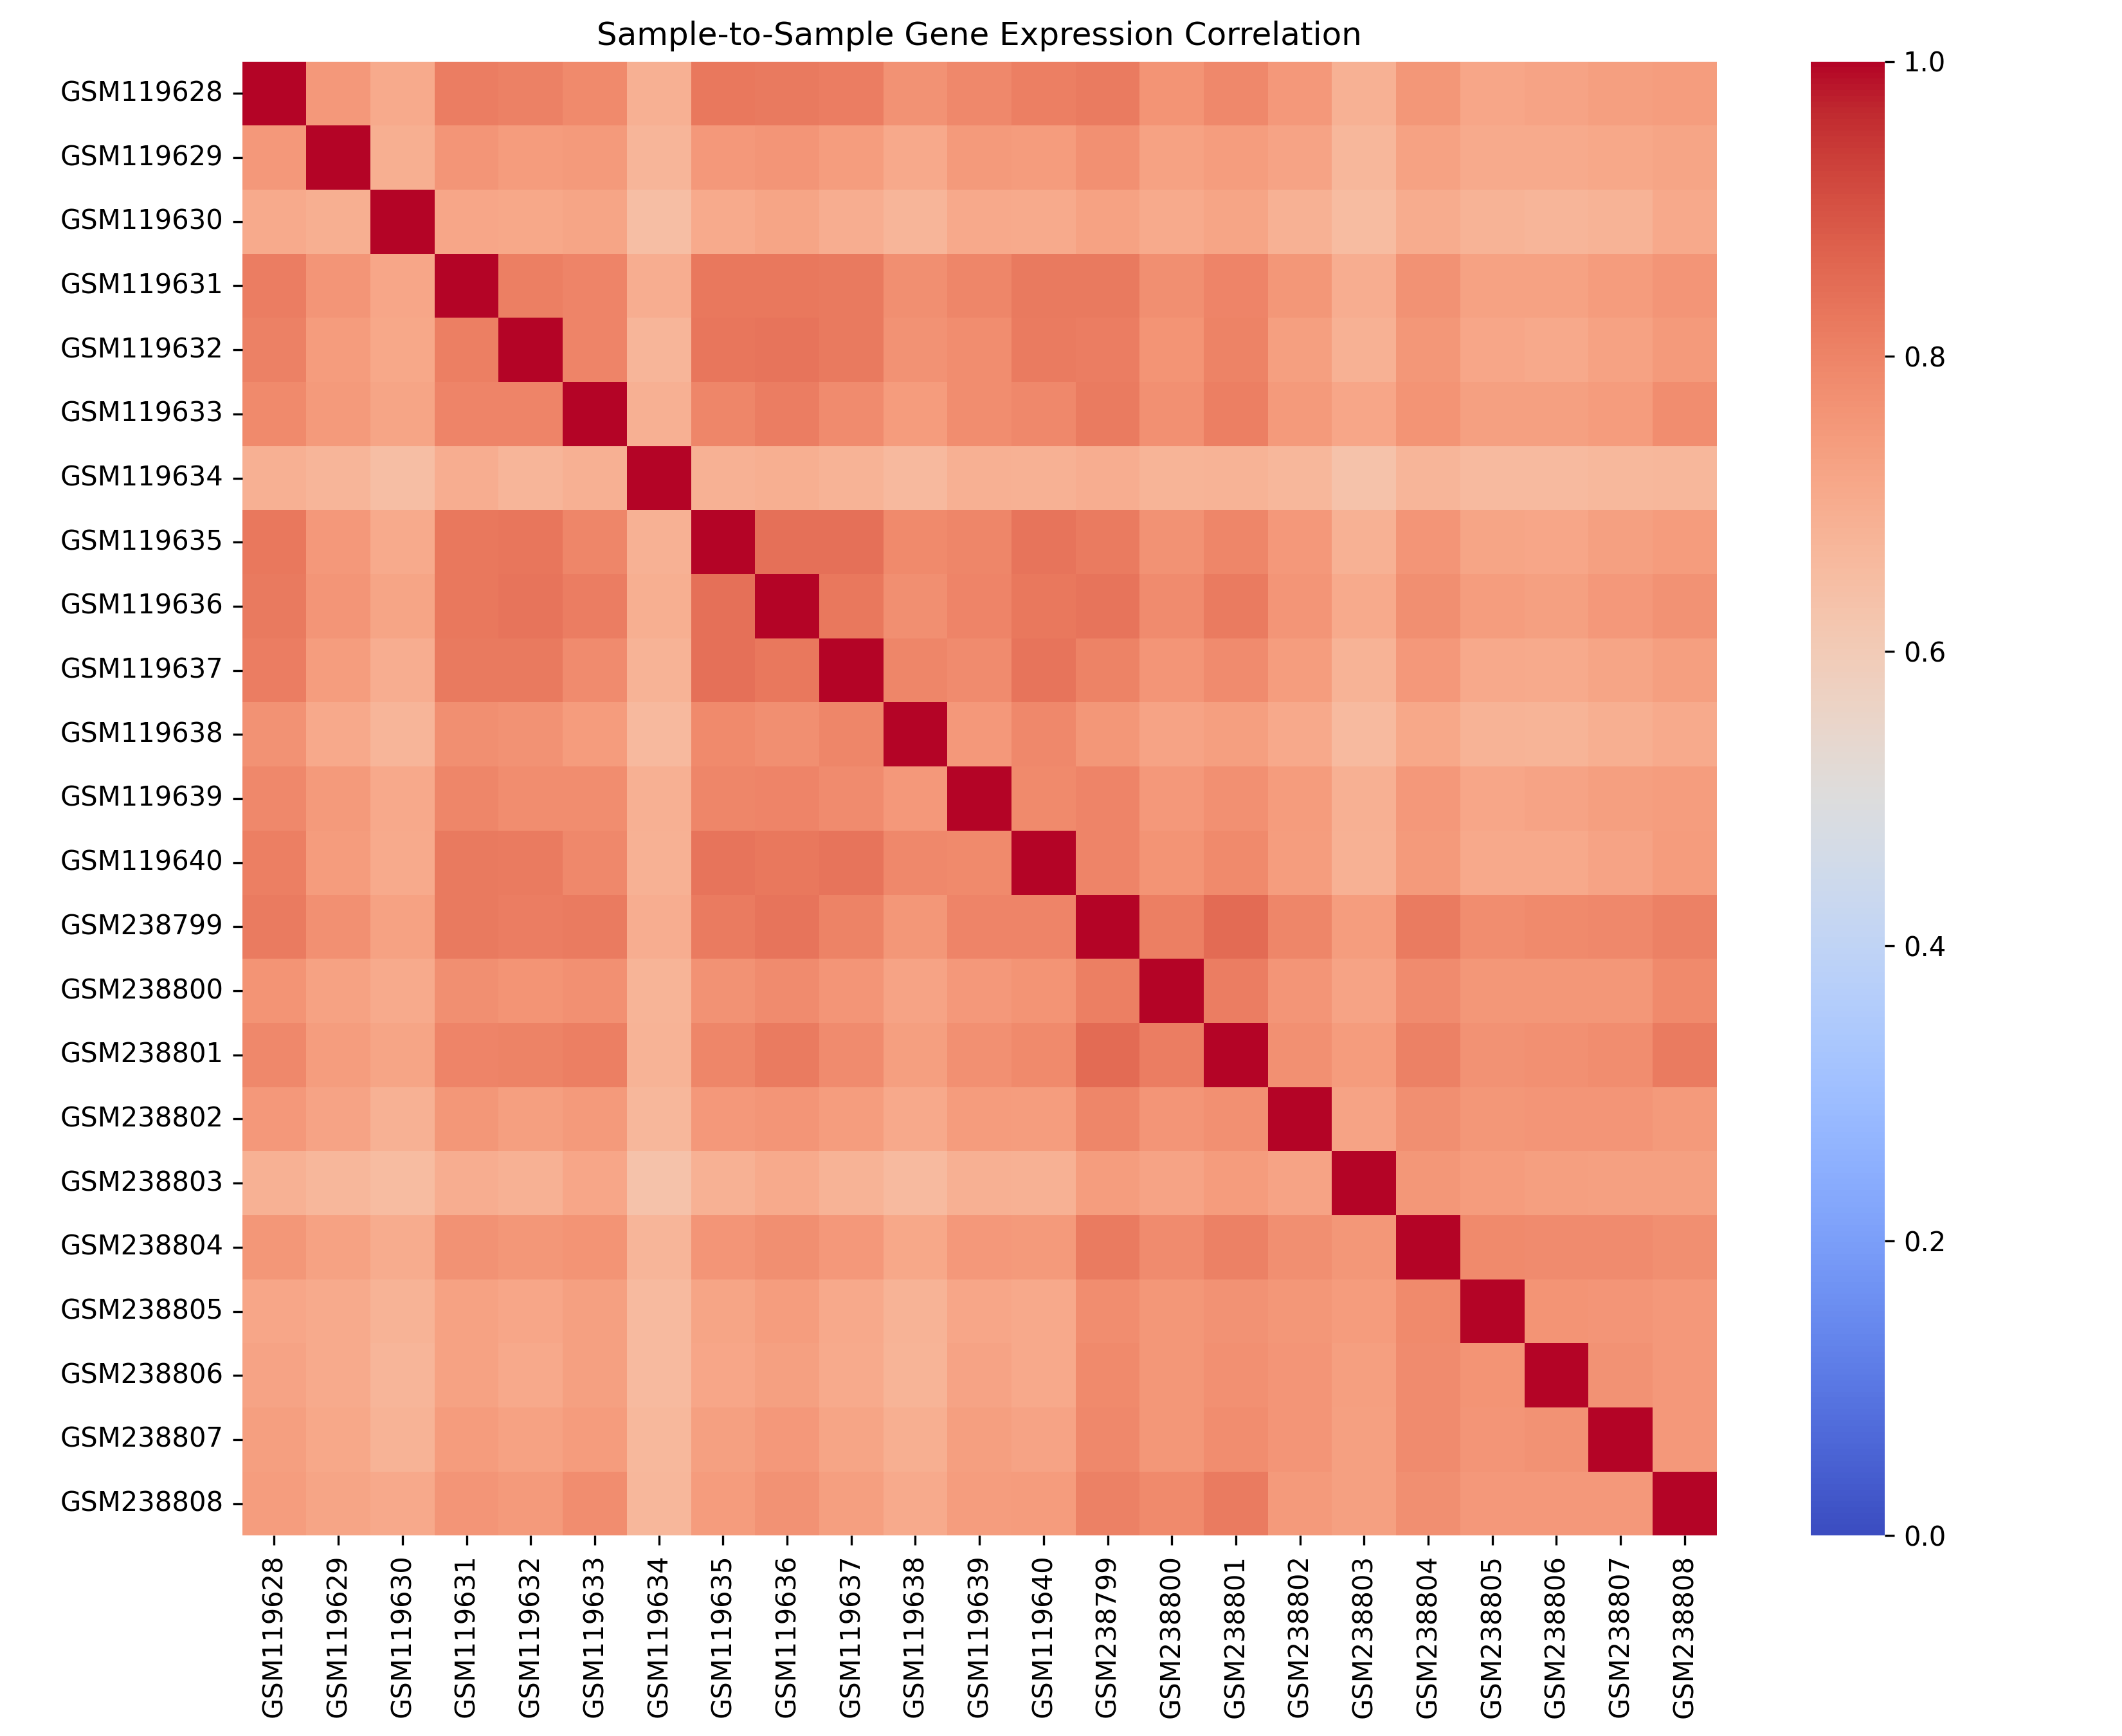 Sample-to-Sample Gene Expression Correlation
GSM119628
GSM119629
GSM119630
GSM119631
GSM119632
GSM119633
GSM119634
GSM119635
GSM119636
GSM119637
GSM119638
GSM119639
GSM119640
GSM238799
GSM238800
GSM238801
GSM238802
GSM238803
GSM238804
GSM238805
GSM238806
GSM238807
GSM238808
GSM119628
GSM119629
GSM119630
GSM119631
GSM119632
GSM119633
GSM119634
GSM119635
GSM119636
GSM119637
GSM119638
GSM119639
GSM119640
GSM238799
GSM238800
GSM238801
GSM238802
GSM238803
GSM238804
GSM238805
GSM238806
GSM238807
GSM238808
1.0
0.8
0.6
0.4
0.2
0.0